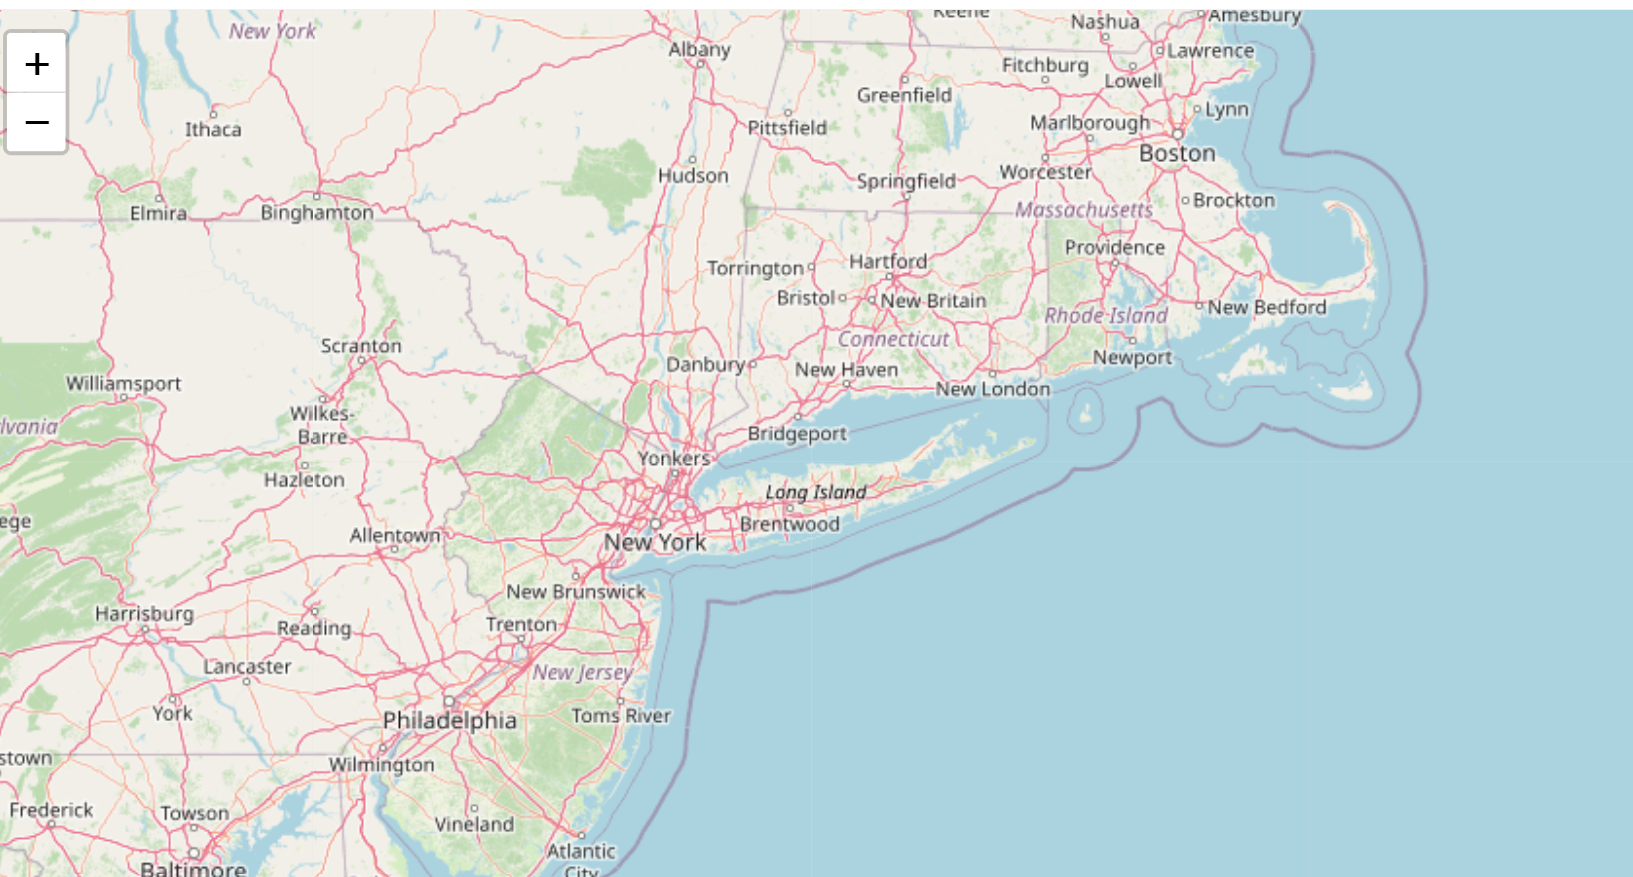 Keene
Nashua
Amesbury
New York
Albany
Lawrence
Fitchburg
Lowell
+
Greenfield
Lynn
−
Ithaca
Pittsfield
Marlborough
Boston
Hudson
Springfield
Worcester
Elmira
Binghamton
Massachusetts
Brockton
Providence
Torrington
Hartford
Bristol
New Britain
New Bedford
Rhode Island
Connecticut
Scranton
Newport
Danbury
New Haven
Williamsport
New London
Wilkes-
Barre
lvania
Bridgeport
Yonkers
Hazleton
Long Island
ege
Brentwood
Allentown
New York
New Brunswick
Harrisburg
Reading
Trenton
Lancaster
New Jersey
York
Philadelphia
Toms River
stown
Wilmington
Frederick
Towson
Vineland
Atlantic
City
Baltimore